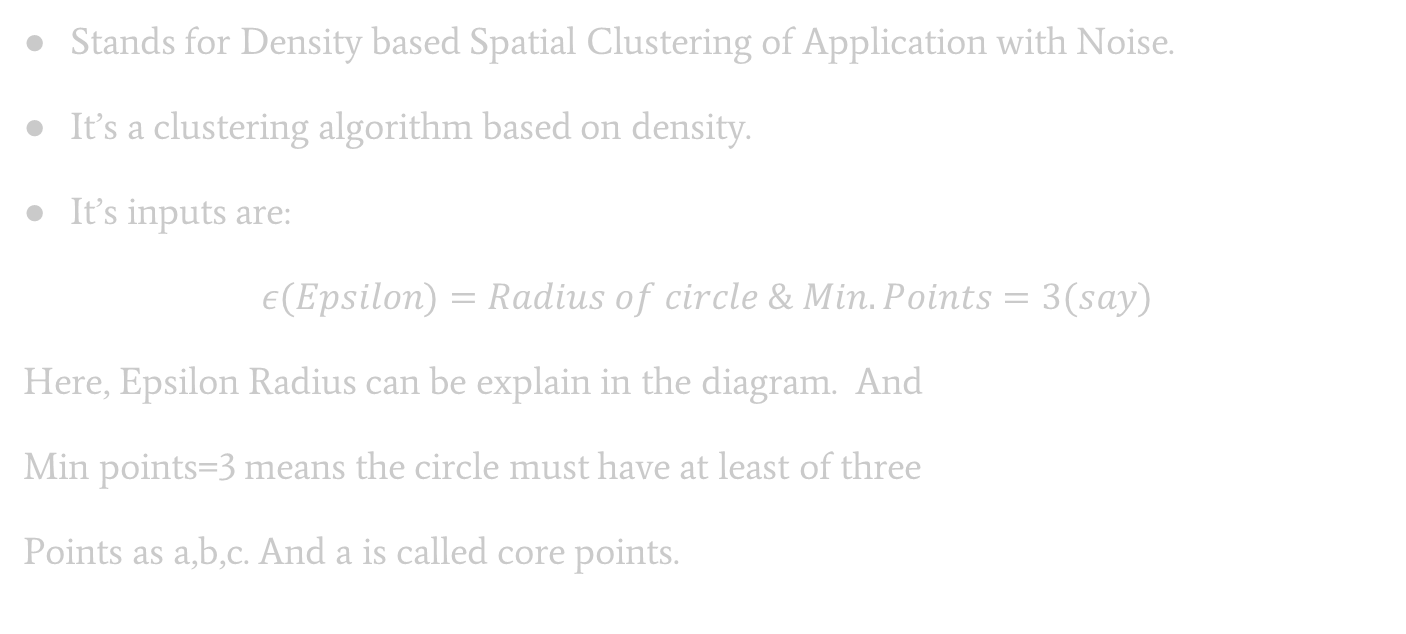 ● Stands for Density based Spatial Clustering of Application with Noise.
● It’s a clustering algorithm based on density.
● It’s inputs are:
ϵ(Epsilon) = Radius of circle & Min. Points = 3(say)
Here, Epsilon Radius can be explain in the diagram.  And
Min points=3 means the circle must have at least of three
Points as a,b,c. And a is called core points.